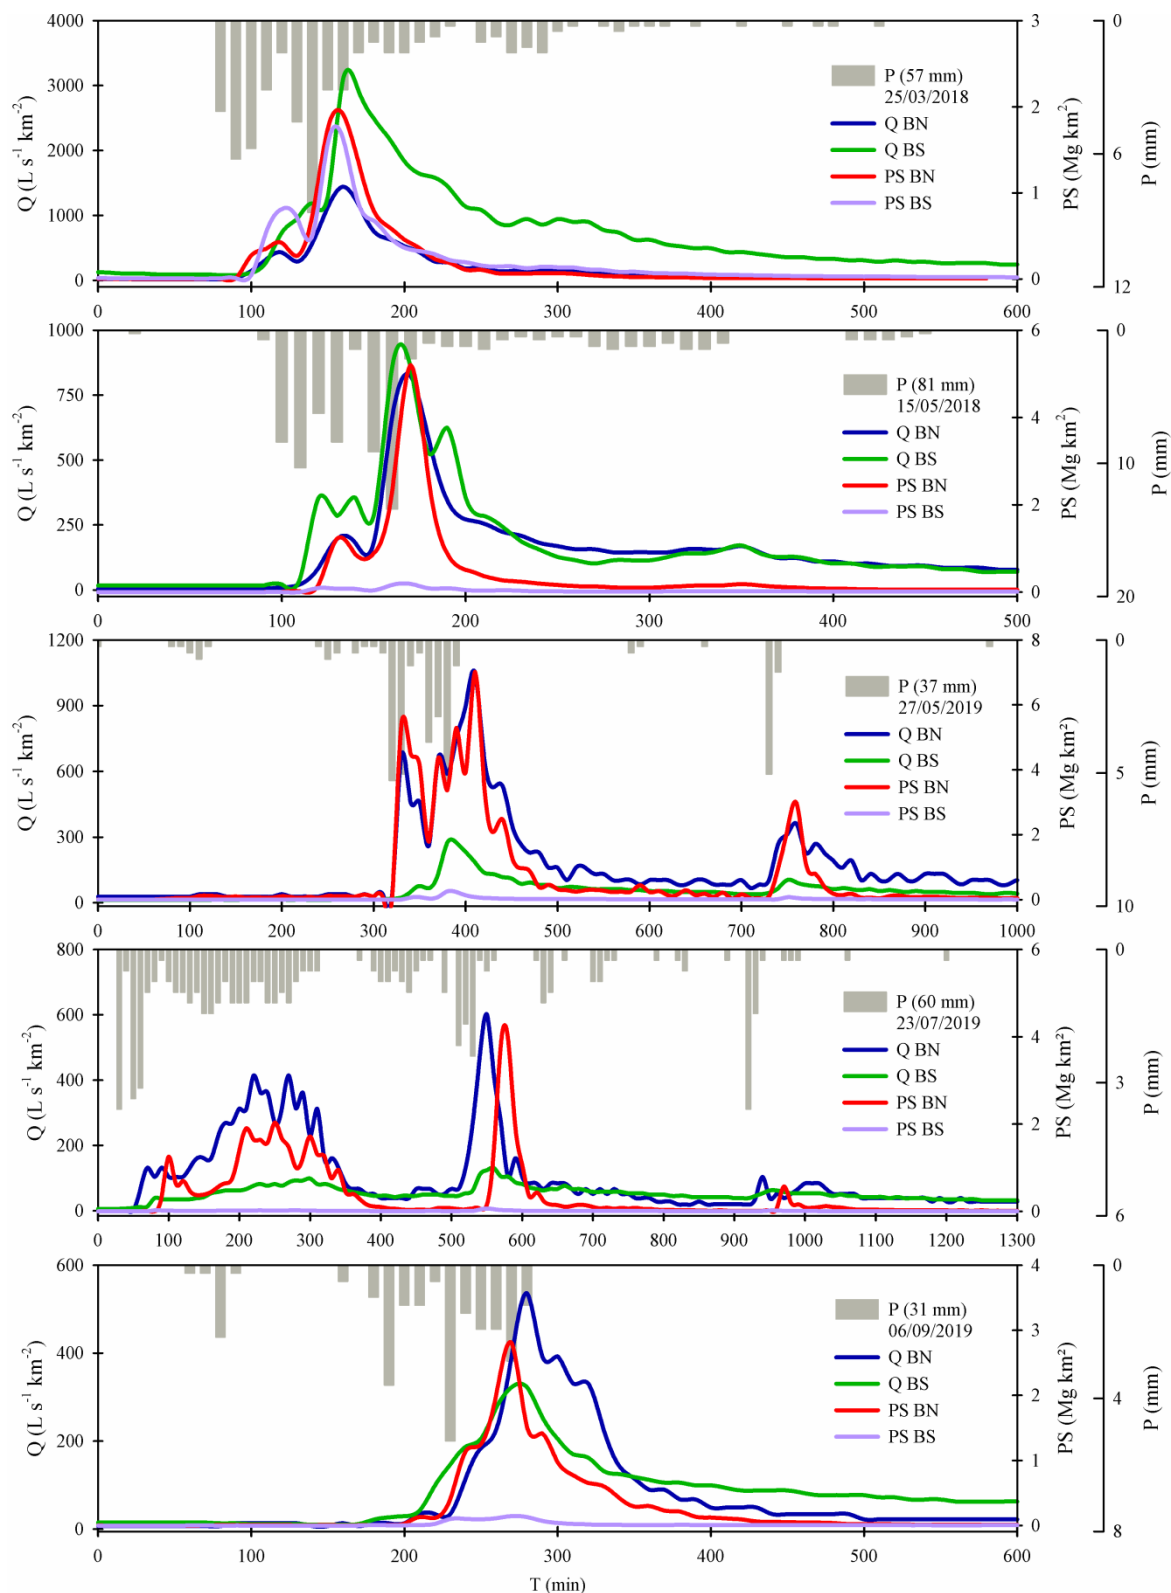 4000
3000
2000
1000
0
Q (L s⁻¹ km⁻²)
P (57 mm)
25/03/2018
Q BN
Q BS
PS BN
PS BS
3
2
1
0
PS (Mg km²)
0
6
12
P (mm)
0 100 200 300 400 500 600
1000
750
500
250
0
Q (L s⁻¹ km⁻²)
P (81 mm)
15/05/2018
Q BN
Q BS
PS BN
PS BS
6
4
2
0
PS (Mg km²)
0
10
20
P (mm)
0 100 200 300 400 500
1200
900
600
300
0
Q (L s⁻¹ km⁻²)
P (37 mm)
27/05/2019
Q BN
Q BS
PS BN
PS BS
8
6
4
2
0
PS (Mg km²)
0
5
10
P (mm)
0 100 200 300 400 500 600 700 800 900 1000
800
600
400
200
0
Q (L s⁻¹ km⁻²)
P (60 mm)
23/07/2019
Q BN
Q BS
PS BN
PS BS
6
4
2
0
PS (Mg km²)
0
3
6
P (mm)
0 100 200 300 400 500 600 700 800 900 1000 1100 1200 1300
600
400
200
0
Q (L s⁻¹ km⁻²)
P (31 mm)
06/09/2019
Q BN
Q BS
PS BN
PS BS
4
3
2
1
0
PS (Mg km²)
0
4
8
P (mm)
0 100 200 300 400 500 600
T (min)